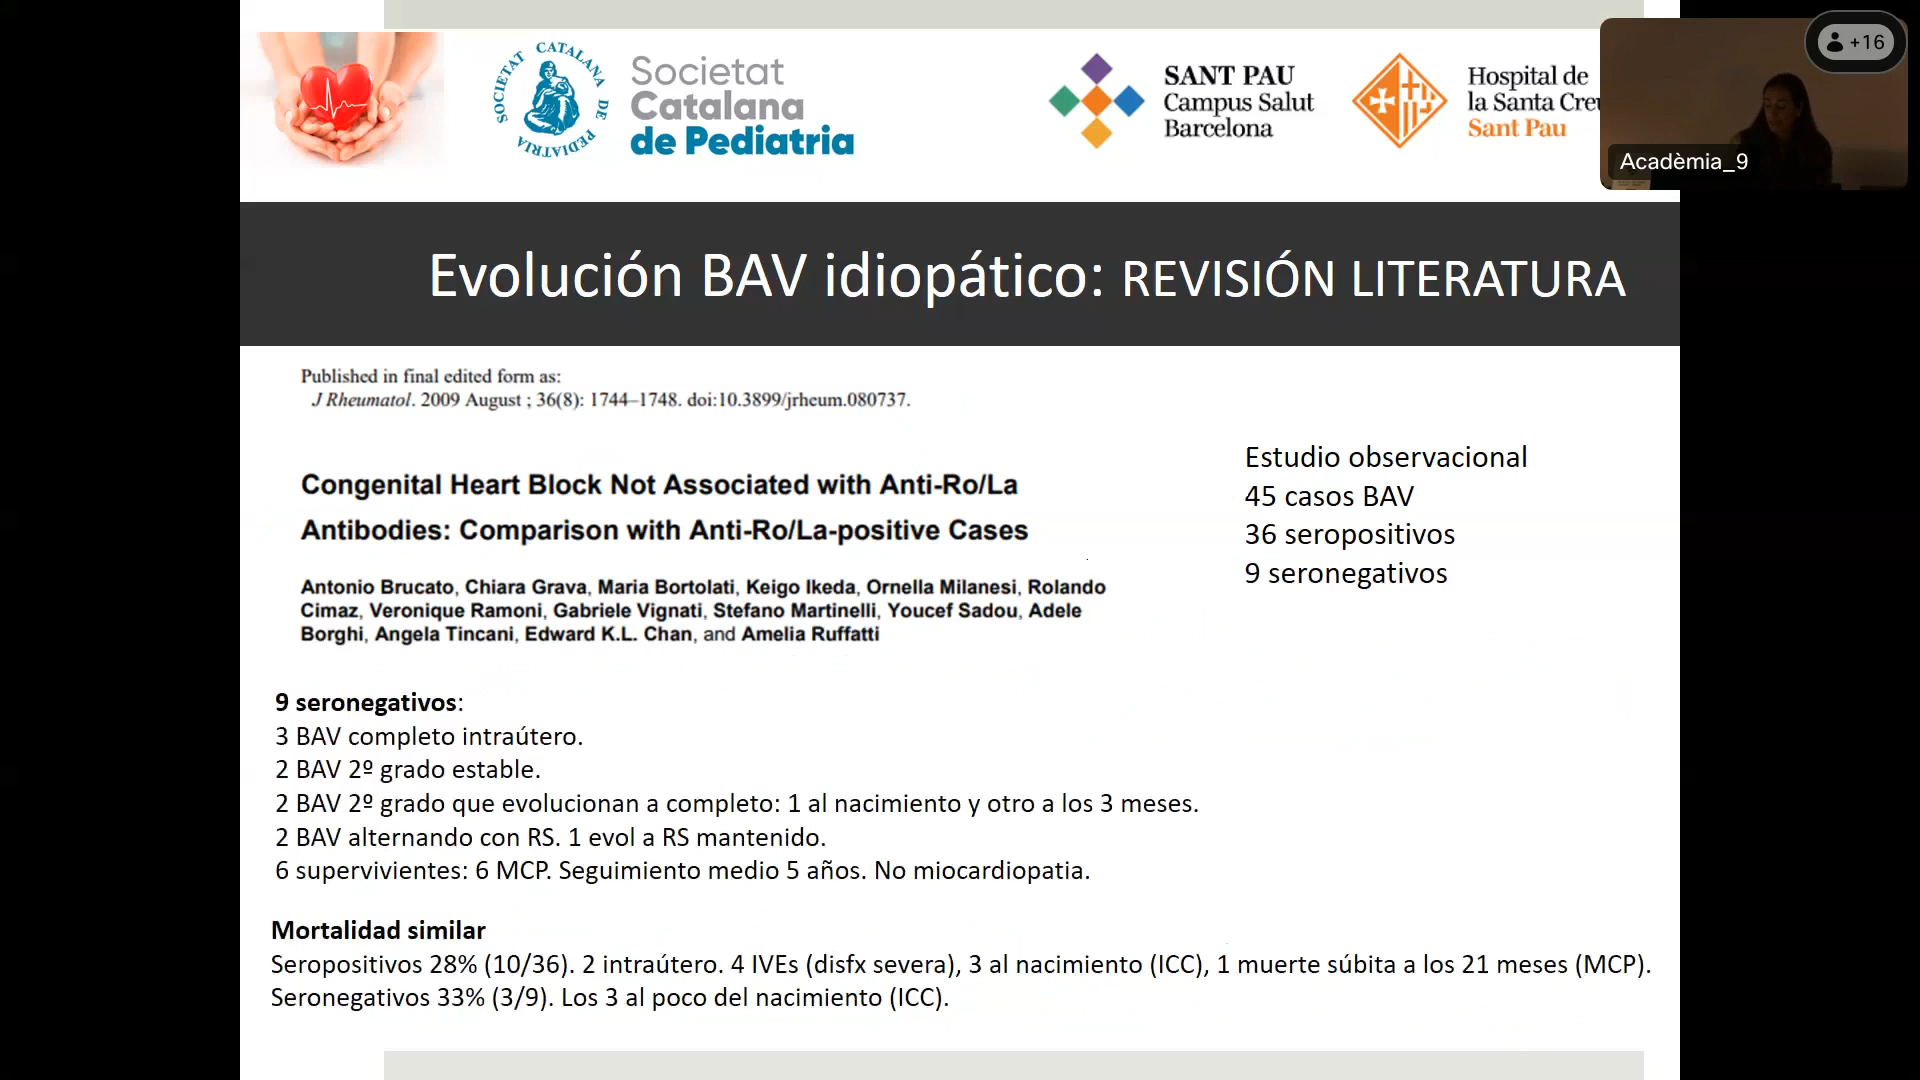 SOCIETAT CATALANA DE PEDIATRIA
Societat
Catalana
de Pediatria
SANT PAU
Campus Salut
Barcelona
Hospital de
la Santa Creu
Sant Pau
+16
Acadèmia_9
Evolución BAV idiopático: REVISIÓN LITERATURA
Published in final edited form as:
J Rheumatol. 2009 August ; 36(8): 1744–1748. doi:10.3899/jrheum.080737.
Congenital Heart Block Not Associated with Anti-Ro/La
Antibodies: Comparison with Anti-Ro/La-positive Cases
Antonio Brucato, Chiara Grava, Maria Bortolati, Keigo Ikeda, Ornella Milanesi, Rolando
Cimaz, Veronique Ramoni, Gabriele Vignati, Stefano Martinelli, Youcef Sadou, Adele
Borghi, Angela Tincani, Edward K.L. Chan, and Amelia Ruffatti
Estudio observacional
45 casos BAV
36 seropositivos
9 seronegativos
9 seronegativos:
3 BAV completo intraútero.
2 BAV 2º grado estable.
2 BAV 2º grado que evolucionan a completo: 1 al nacimiento y otro a los 3 meses.
2 BAV alternando con RS. 1 evol a RS mantenido.
6 supervivientes: 6 MCP. Seguimiento medio 5 años. No miocardiopatia.
Mortalidad similar
Seropositivos 28% (10/36). 2 intraútero. 4 IVEs (disfx severa), 3 al nacimiento (ICC), 1 muerte súbita a los 21 meses (MCP).
Seronegativos 33% (3/9). Los 3 al poco del nacimiento (ICC).